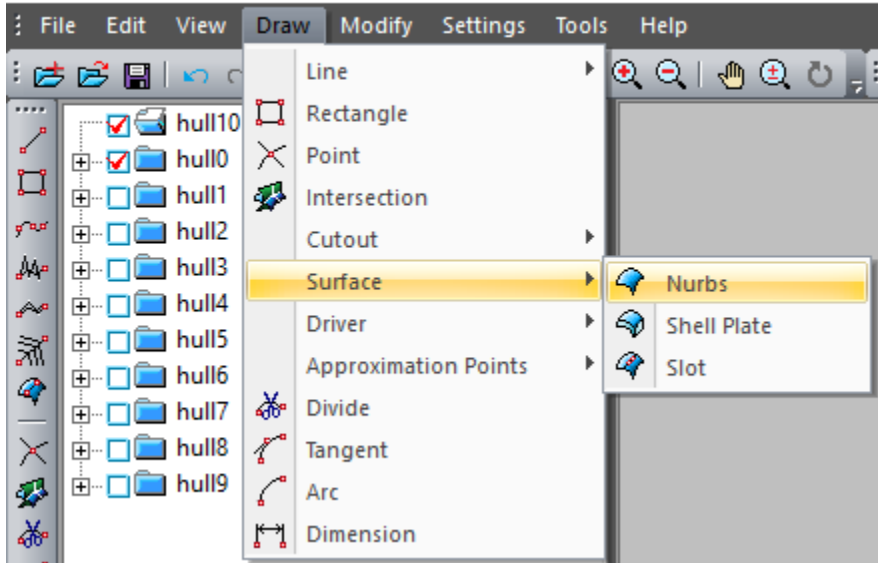 File Edit View Draw Modify Settings Tools Help
Line
hull10
Rectangle
hull0
Point
hull1
Intersection
hull2
Cutout
hull3
Surface
Nurbs
hull4
Driver
Shell Plate
hull5
Approximation Points
Slot
hull6
Divide
hull7
Tangent
hull8
Arc
hull9
Dimension